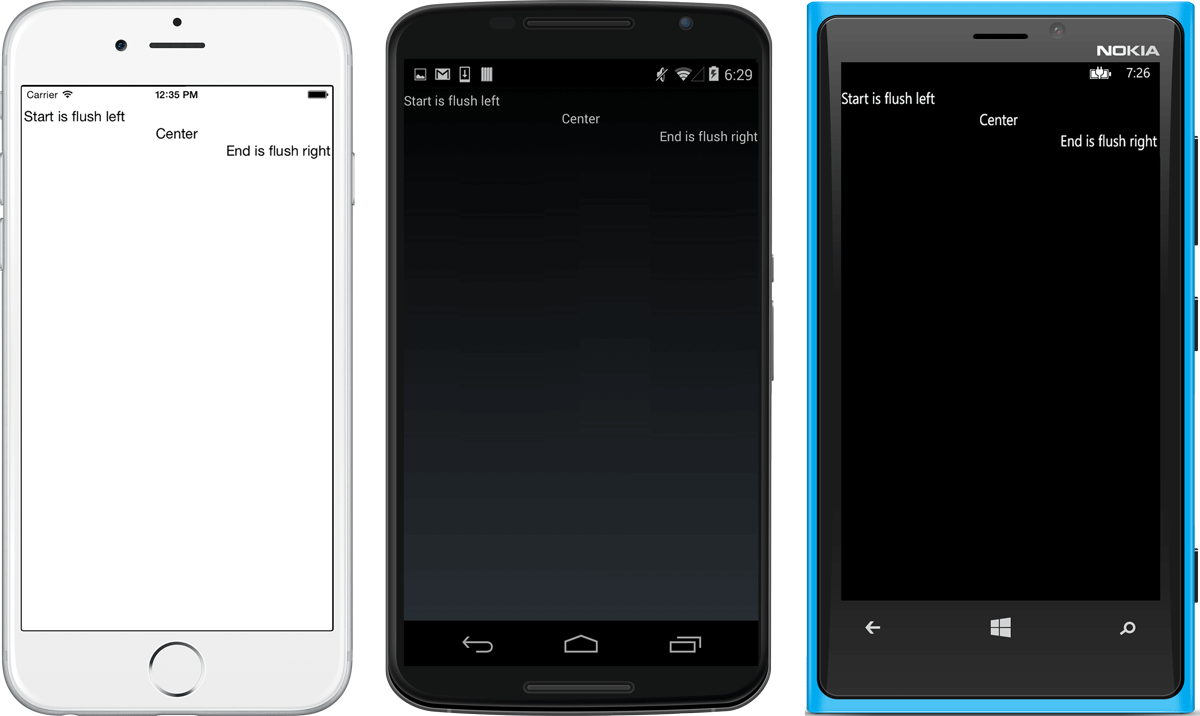 Carrier
12:35 PM
Start is flush left
Center
End is flush right
6:29
Start is flush left
Center
End is flush right
NOKIA
7:26
Start is flush left
Center
End is flush right